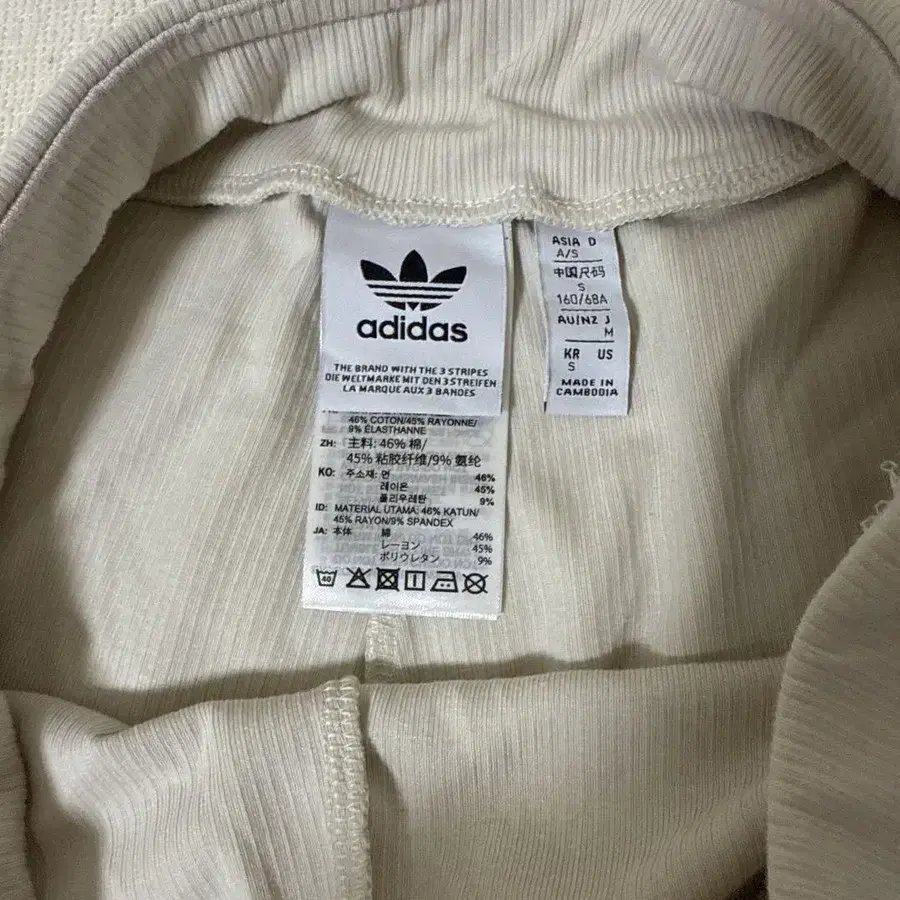 adidas
THE BRAND WITH THE 3 STRIPES
DIE WELTMARKE MIT DEN 3 STREIFEN
LA MARQUE AUX 3 BANDES
46% COTON/45% RAYONNE/
9% ÉLASTHANNE
ZH: 主料: 46% 棉/
45% 粘胶纤维/9% 氨纶
KO: 주소재: 면 46%
레이온 45%
폴리우레탄 9%
ID: MATERIAL UTAMA: 46% KATUN/
45% RAYON/9% SPANDEX
JA: 本体 綿 46%
レーヨン 45%
ポリウレタン 9%
40
ASIA D
A/S
中国尺码
S
160/68A
AU/NZ J
M
KR US
S
MADE IN
CAMBODIA